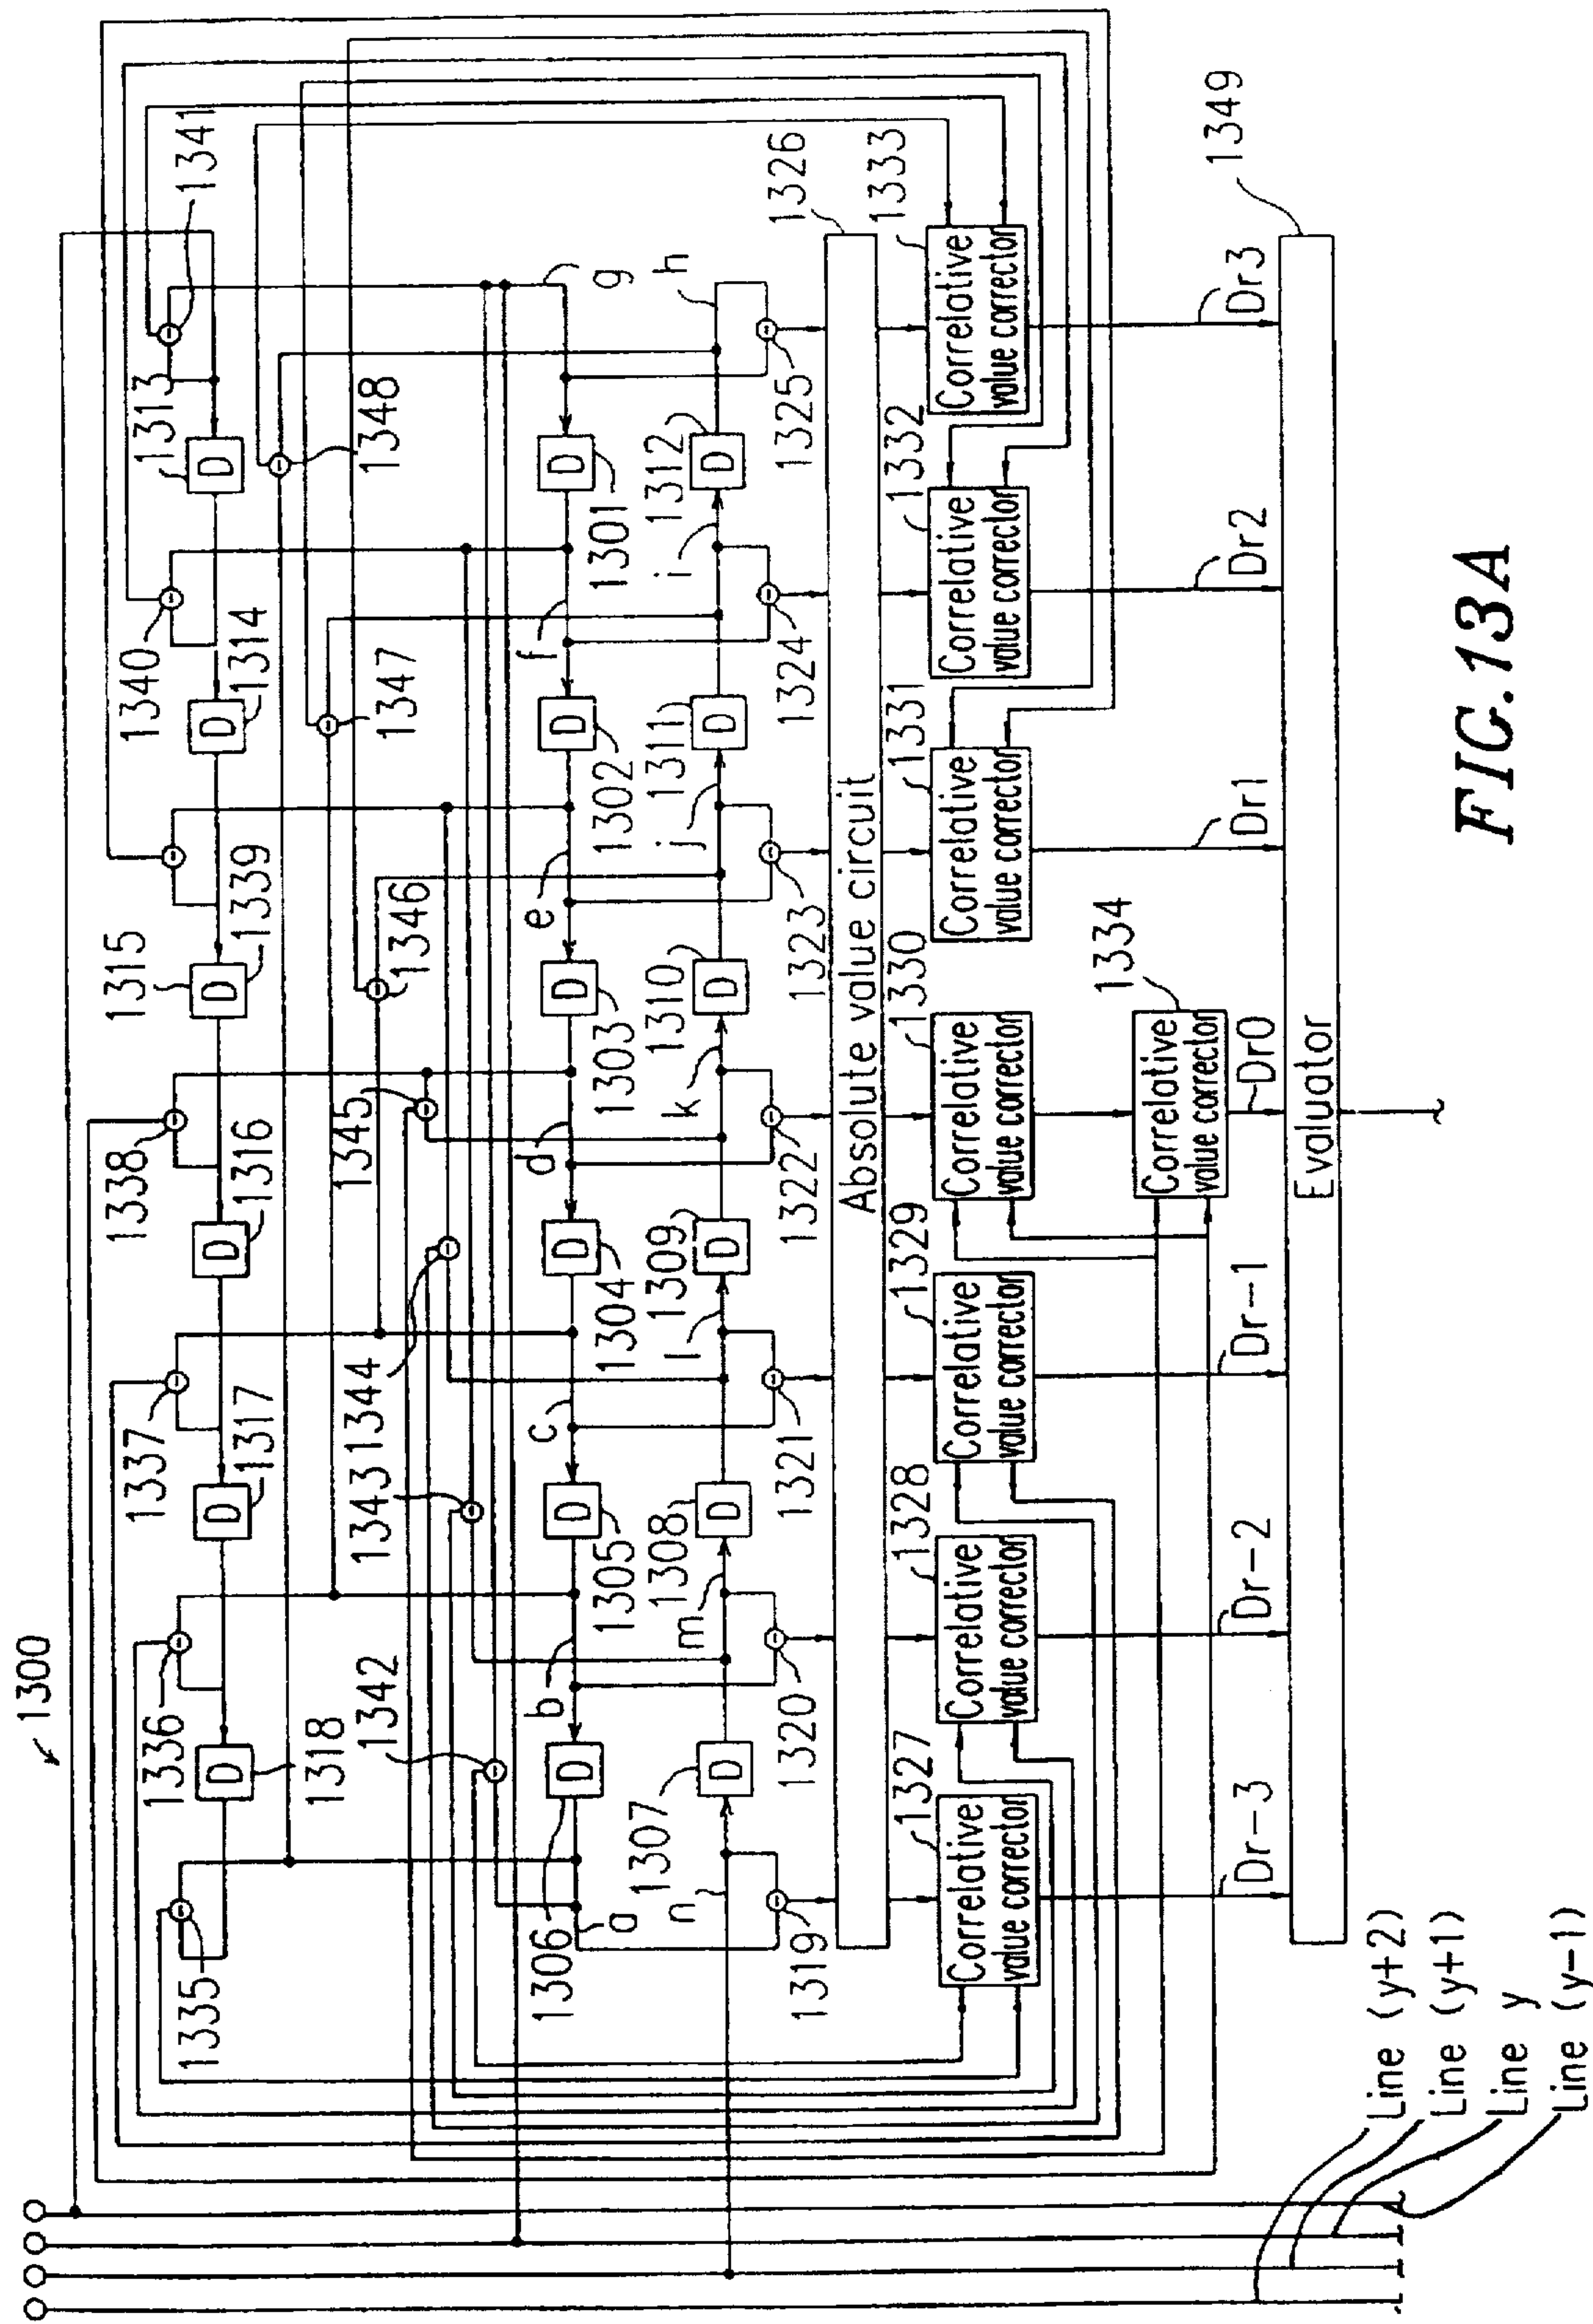 1300
1335 1336 1337 1338 1315 1340 1313 1341
D D D D D D
1318 1317 1316 1339 1314
1342 1343 1344 1345 1346 1347 1348
a b c d e f g
D D D D D D
1306 1305 1304 1303 1302 1301
n m l k j i h
1307 1308 1309 1310 1311 1312
D D D D D D
1319 1320 1321 1322 1323 1324 1325
Absolute value circuit
1326
1327 1328 1329 1330 1331 1332 1333
Correlative value corrector
Correlative value corrector
Correlative value corrector
Correlative value corrector
Correlative value corrector
Correlative value corrector
Correlative value corrector
1334
Correlative value corrector
Dr-3 Dr-2 Dr-1 Dr0 Dr1 Dr2 Dr3
1349
Evaluator
Line (y+2)
Line (y+1)
Line y
Line (y-1)
FIG.13A